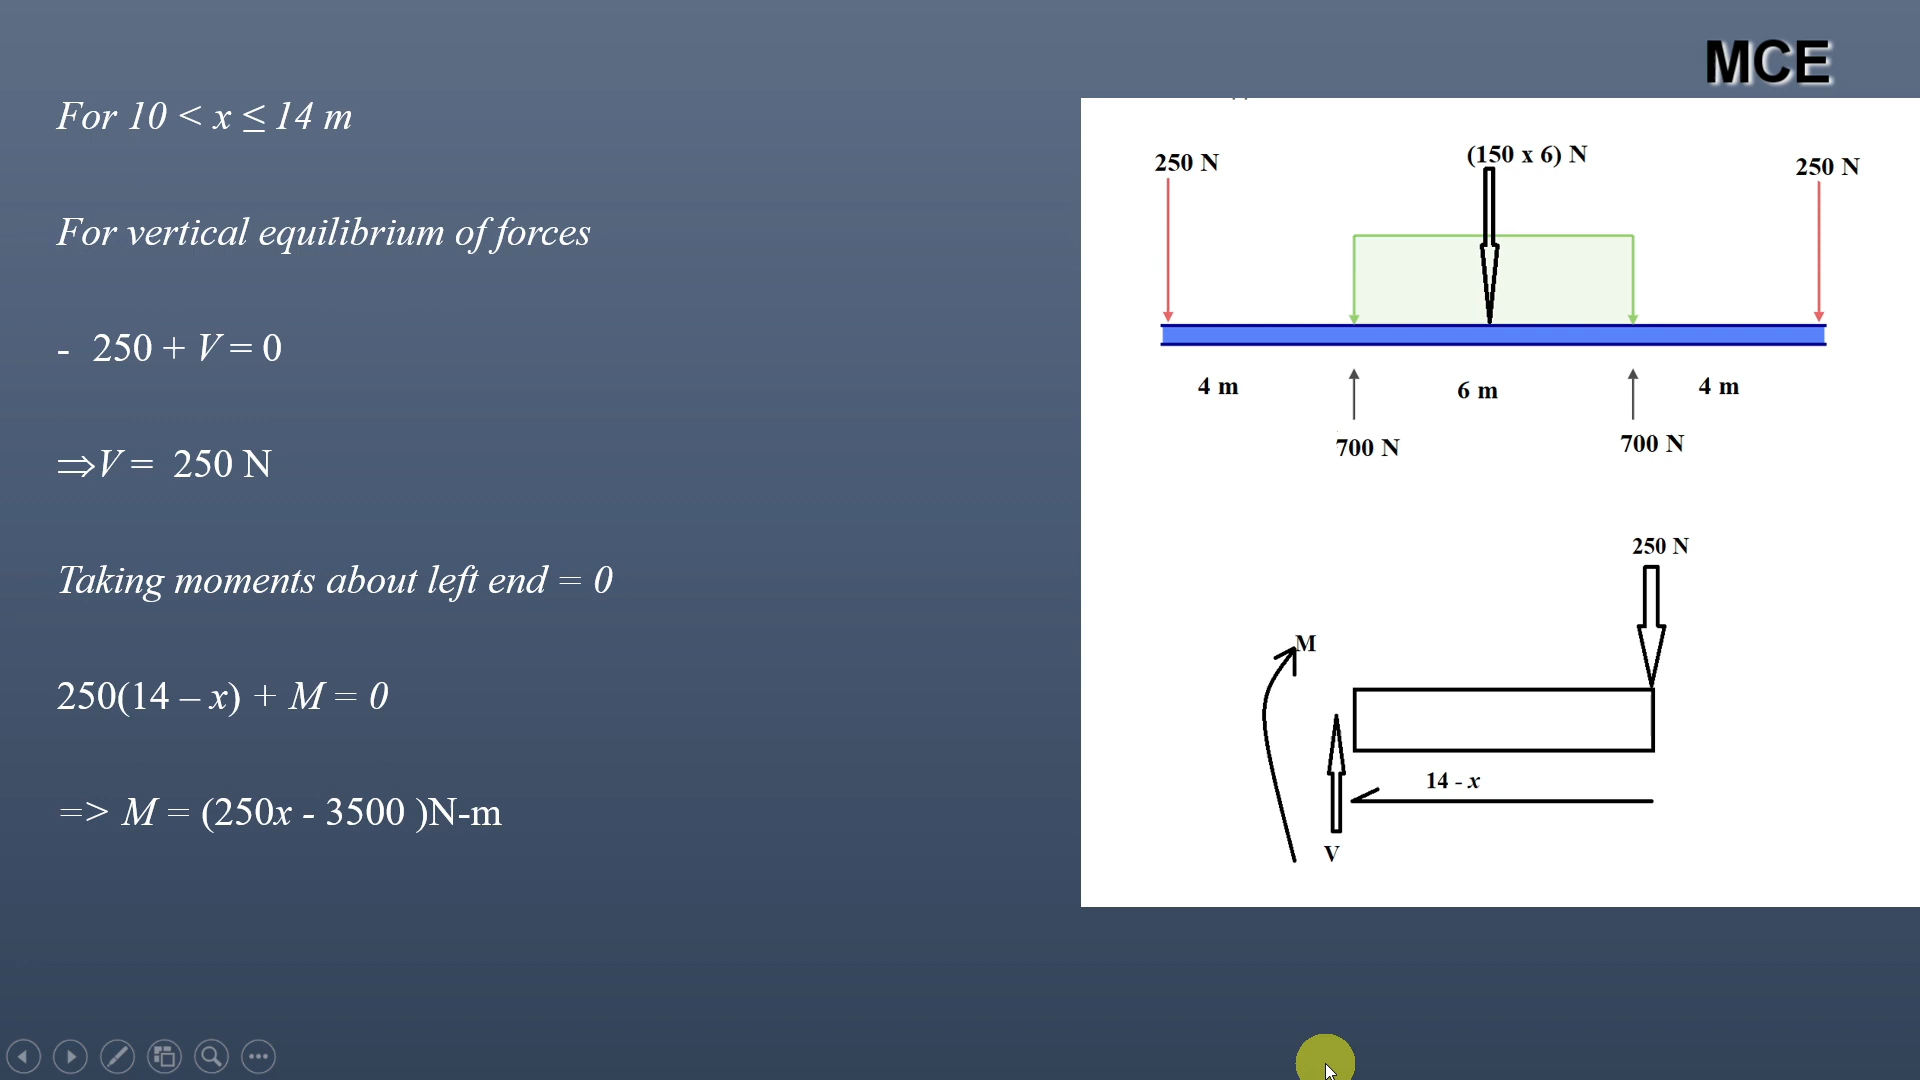 MCE
For 10 < x ≤ 14 m
For vertical equilibrium of forces
- 250 + V = 0
⇒V = 250 N
Taking moments about left end = 0
250(14 – x) + M = 0
=> M = (250x - 3500 )N-m
250 N
(150 x 6) N
250 N
4 m
6 m
4 m
700 N
700 N
250 N
M
14 - x
V